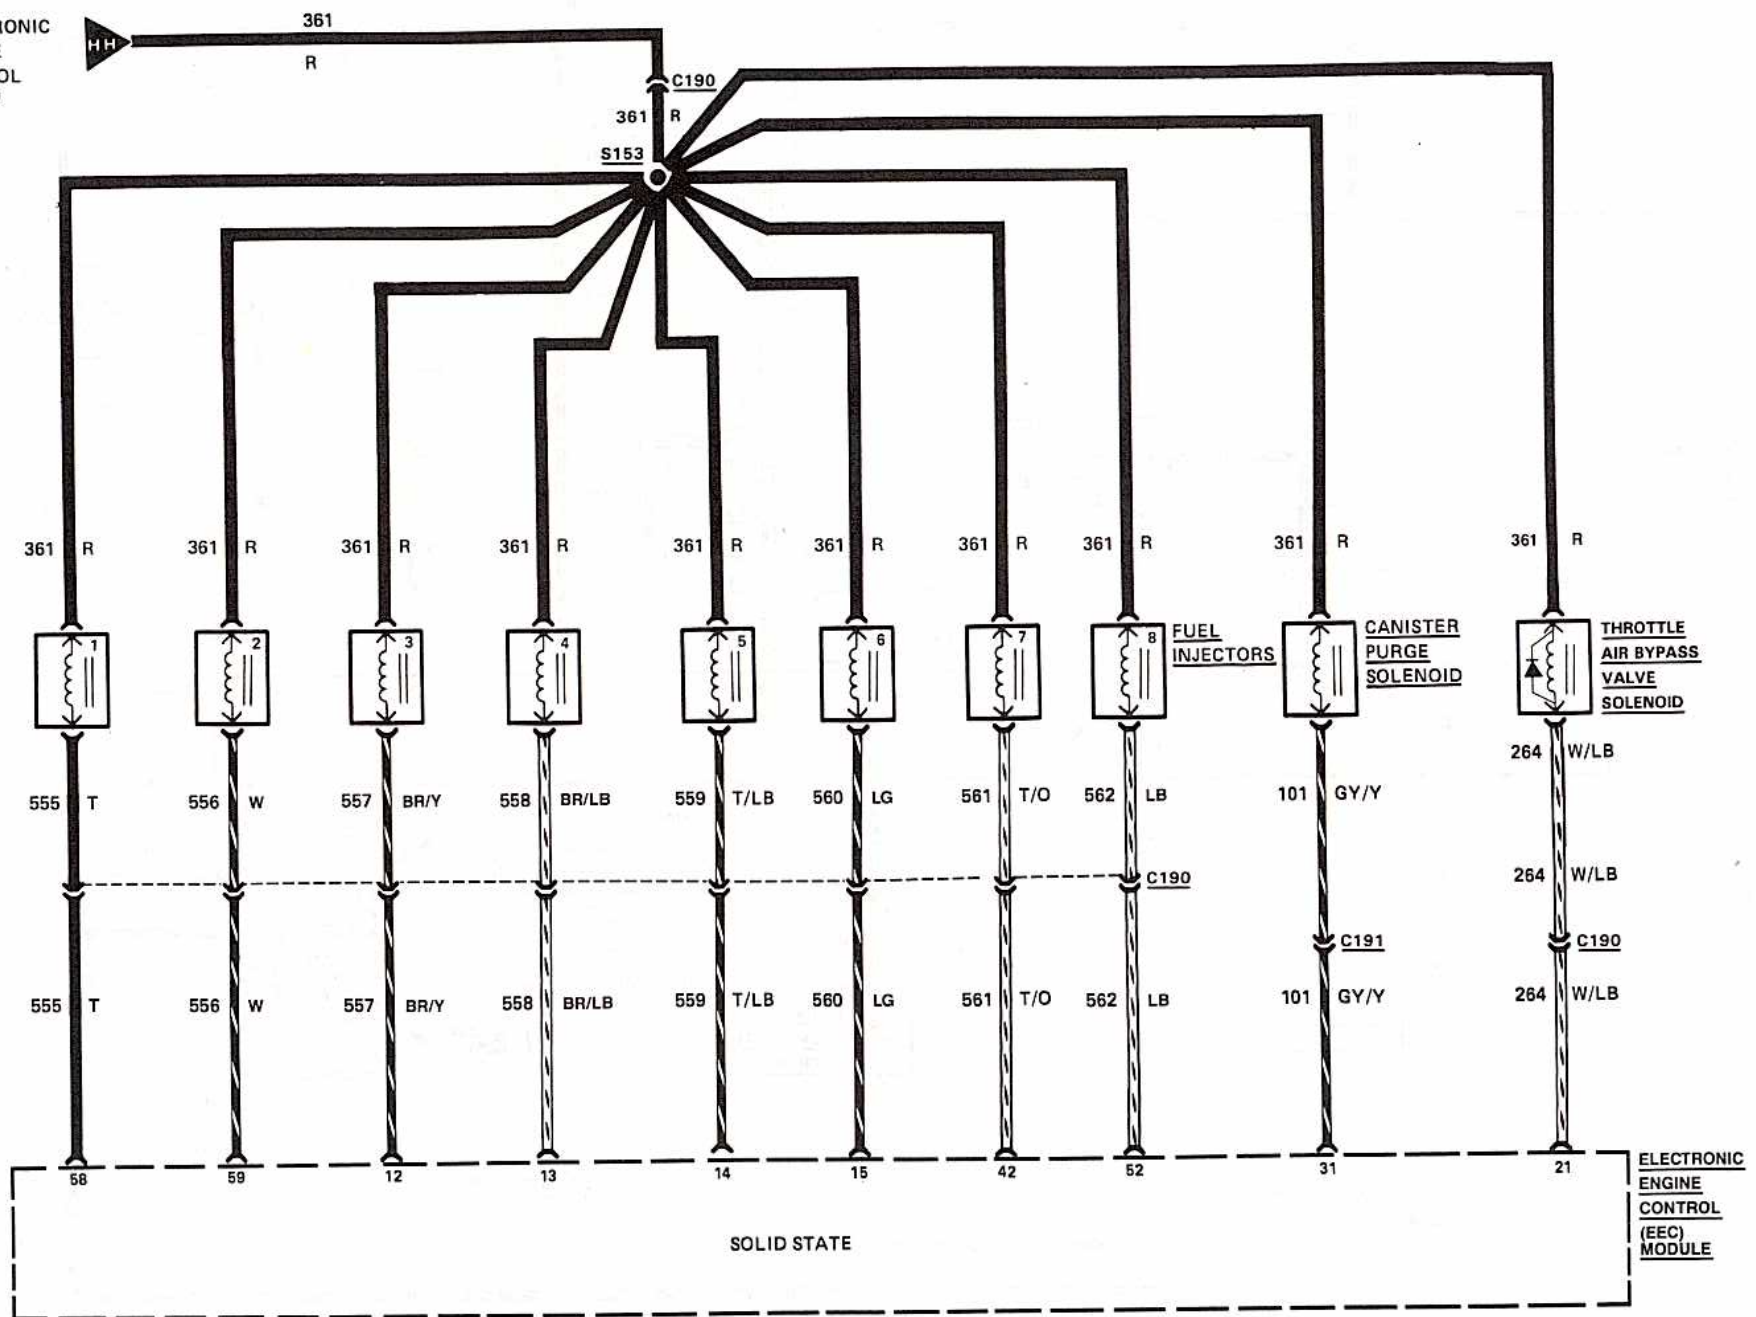 361
HH
R
C190
361 R
S153
361 R 361 R 361 R 361 R 361 R 361 R 361 R 361 R 361 R 361 R
1 2 3 4 5 6 7 8
FUEL
INJECTORS
CANISTER
PURGE
SOLENOID
THROTTLE
AIR BYPASS
VALVE
SOLENOID
264 W/LB
555 T 556 W 557 BR/Y 558 BR/LB 559 T/LB 560 LG 561 T/O 562 LB 101 GY/Y
C190
264 W/LB
C191
C190
555 T 556 W 557 BR/Y 558 BR/LB 559 T/LB 560 LG 561 T/O 562 LB 101 GY/Y 264 W/LB
58 59 12 13 14 15 42 52 31 21
SOLID STATE
ELECTRONIC
ENGINE
CONTROL
(EEC)
MODULE